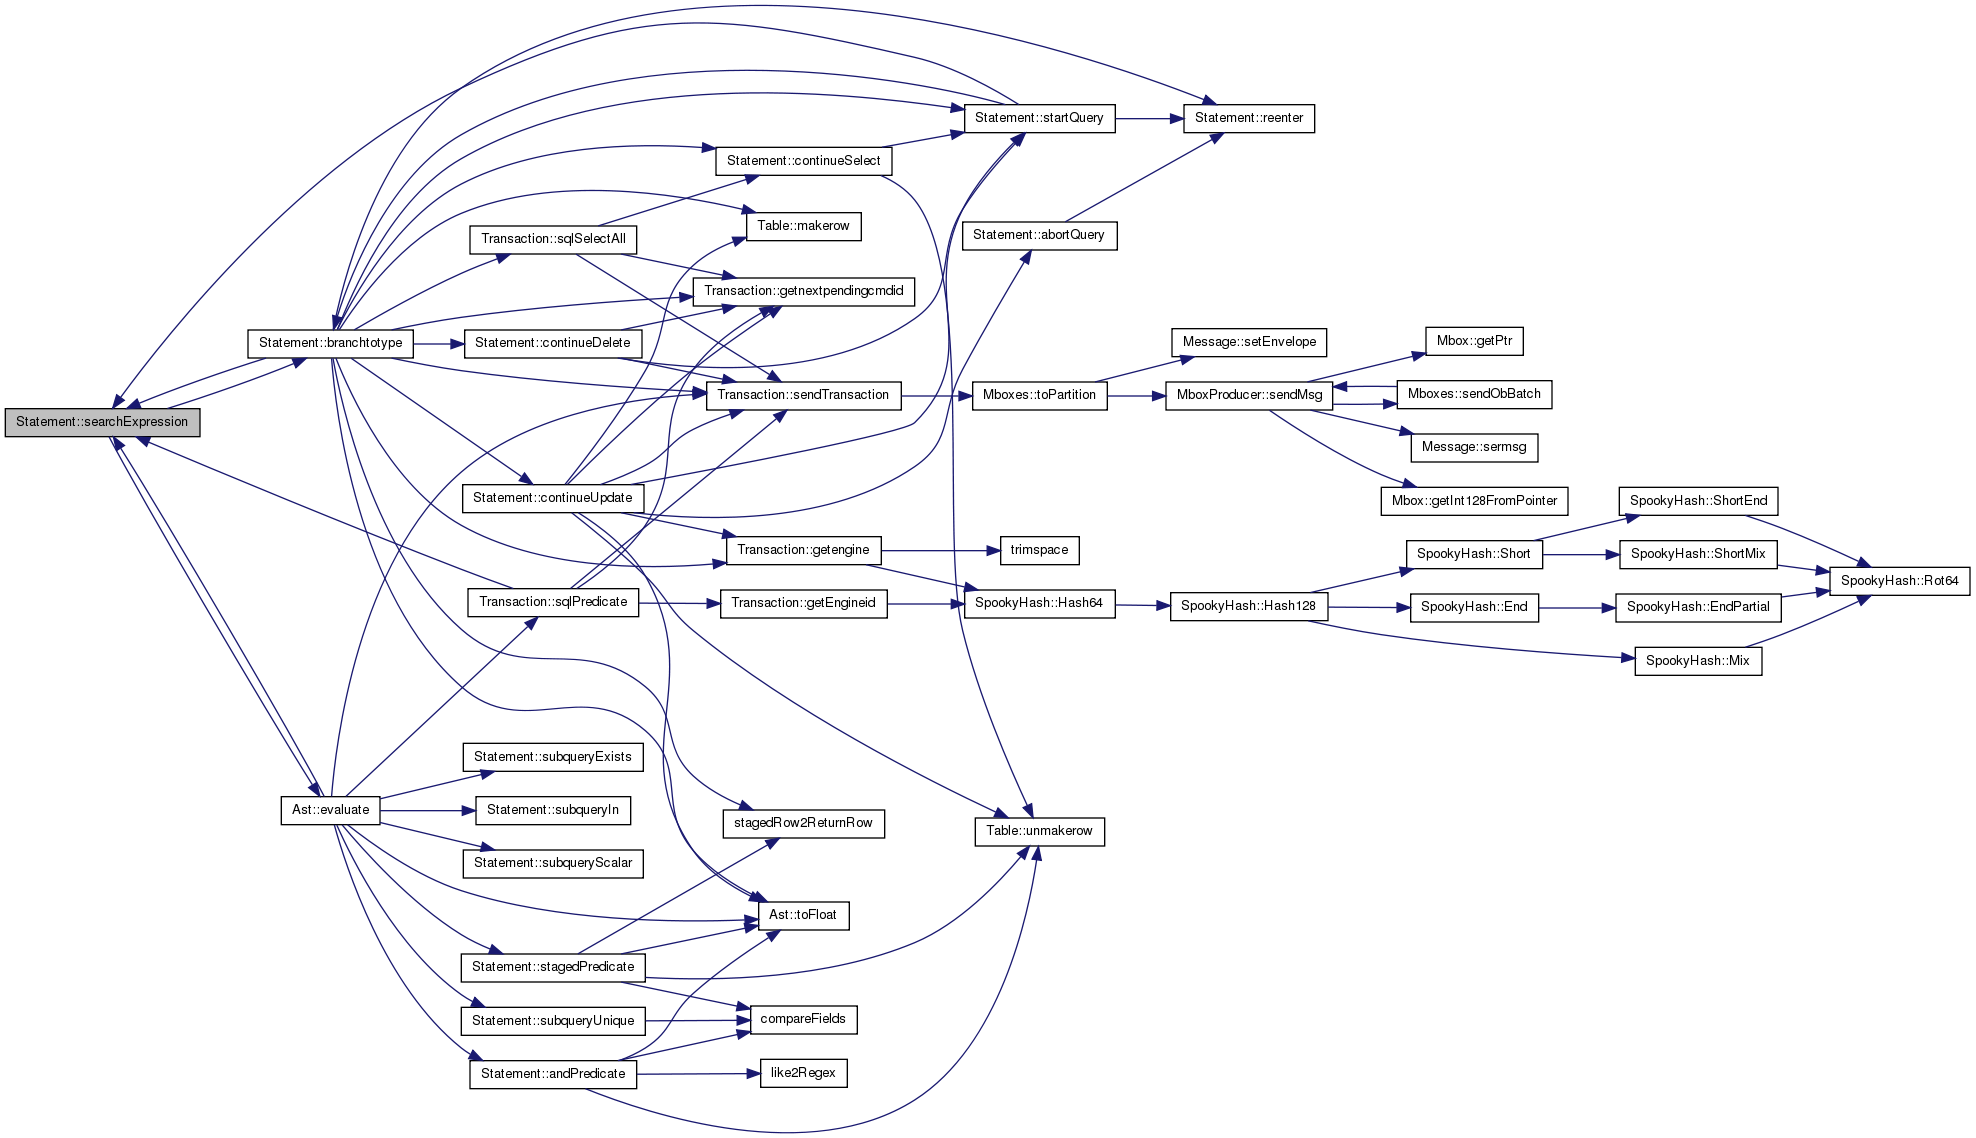 Statement::startQuery
Statement::reenter
Statement::continueSelect
Table::makerow
Transaction::sqlSelectAll
Statement::abortQuery
Transaction::getnextpendingcmdid
Statement::branchtotype
Statement::continueDelete
Message::setEnvelope
Mbox::getPtr
Transaction::sendTransaction
Mboxes::toPartition
MboxProducer::sendMsg
Mboxes::sendObBatch
Statement::searchExpression
Message::sermsg
Statement::continueUpdate
Mbox::getInt128FromPointer
SpookyHash::ShortEnd
Transaction::getengine
trimspace
SpookyHash::Short
SpookyHash::ShortMix
SpookyHash::Rot64
Transaction::sqlPredicate
Transaction::getEngineid
SpookyHash::Hash64
SpookyHash::Hash128
SpookyHash::End
SpookyHash::EndPartial
SpookyHash::Mix
Statement::subqueryExists
Ast::evaluate
Statement::subqueryIn
stagedRow2ReturnRow
Table::unmakerow
Statement::subqueryScalar
Ast::toFloat
Statement::stagedPredicate
Statement::subqueryUnique
compareFields
Statement::andPredicate
like2Regex